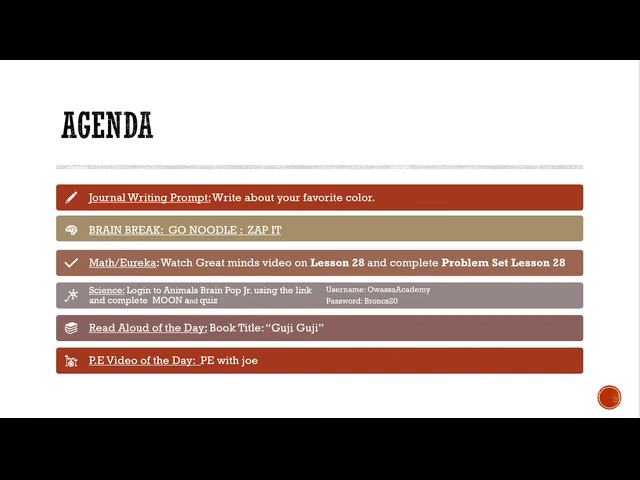 AGENDA
Journal Writing Prompt: Write about your favorite color.
BRAIN BREAK: GO NOODLE : ZAP IT
Math/Eureka: Watch Great minds video on Lesson 28 and complete Problem Set Lesson 28
Science: Login to Animals Brain Pop Jr. using the link
and complete MOON and quiz
Username: OwassaAcademy
Password: Broncs20
Read Aloud of the Day: Book Title: “Guji Guji”
P.E Video of the Day: PE with joe